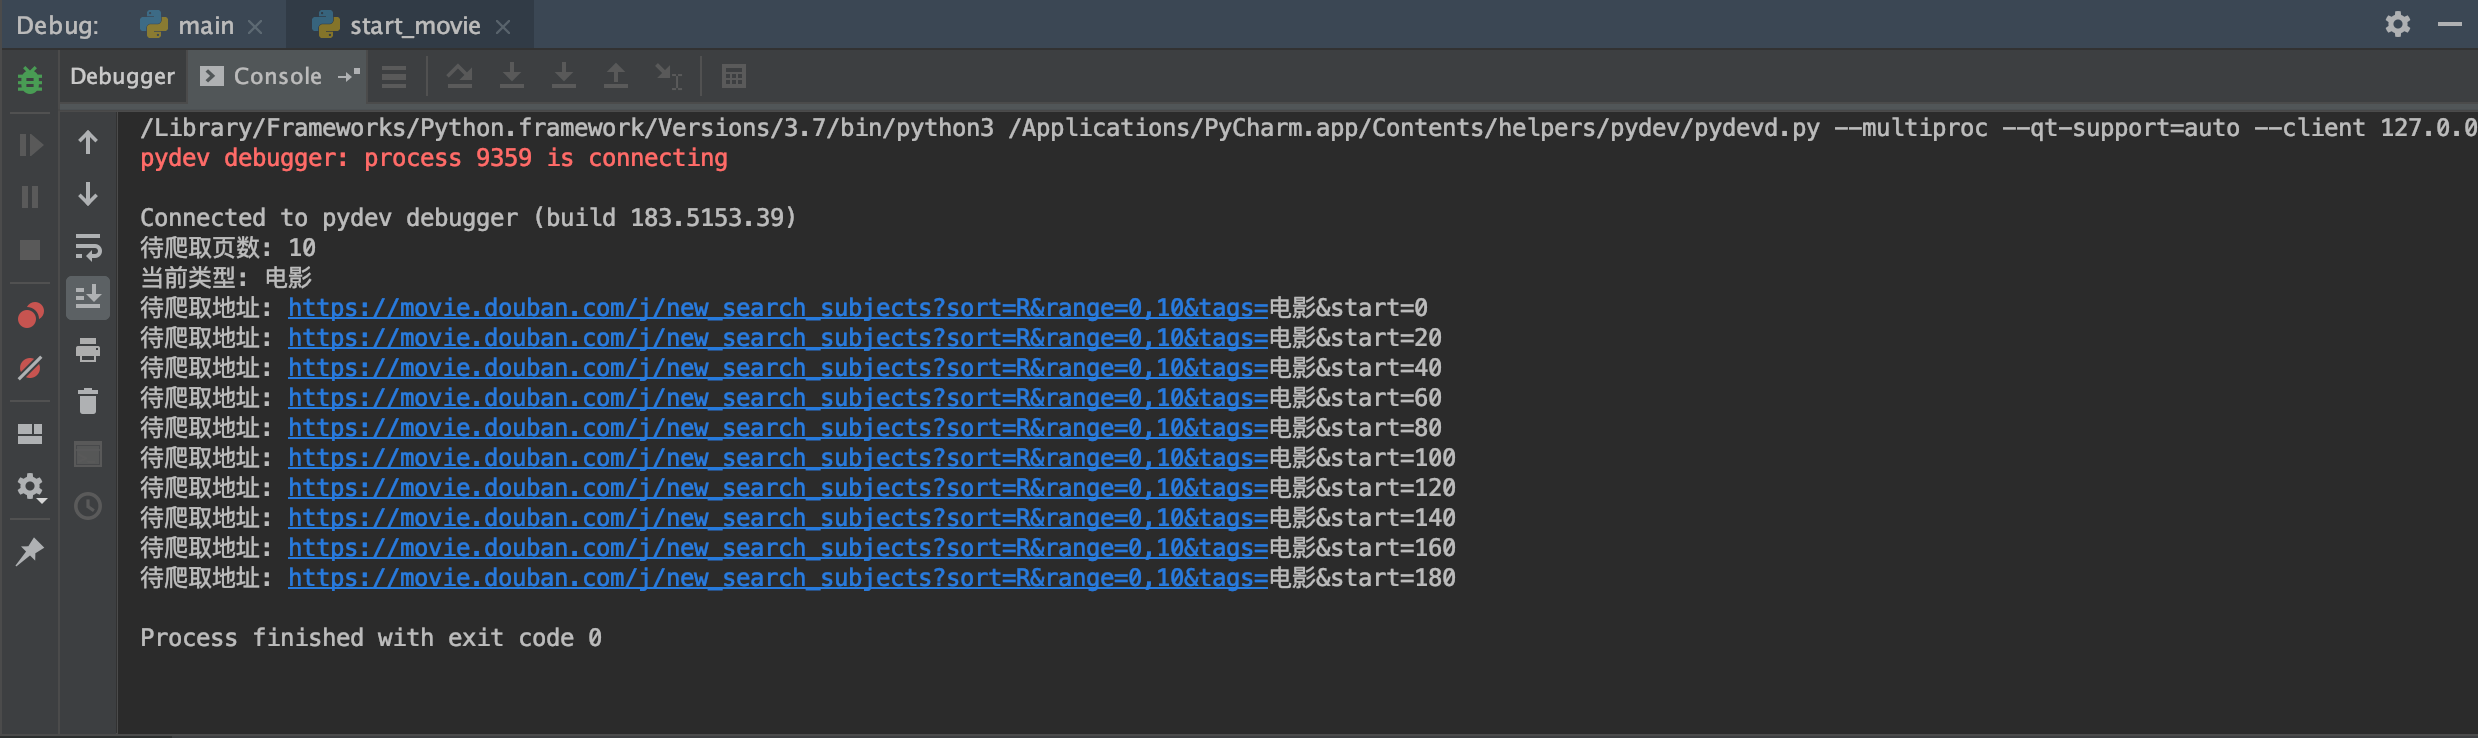 Debug: main start_movie
Debugger Console
/Library/Frameworks/Python.framework/Versions/3.7/bin/python3 /Applications/PyCharm.app/Contents/helpers/pydev/pydevd.py --multiproc --qt-support=auto --client 127.0.0
pydev debugger: process 9359 is connecting
Connected to pydev debugger (build 183.5153.39)
待爬取页数: 10
当前类型: 电影
待爬取地址: https://movie.douban.com/j/new_search_subjects?sort=R&range=0,10&tags=电影&start=0
待爬取地址: https://movie.douban.com/j/new_search_subjects?sort=R&range=0,10&tags=电影&start=20
待爬取地址: https://movie.douban.com/j/new_search_subjects?sort=R&range=0,10&tags=电影&start=40
待爬取地址: https://movie.douban.com/j/new_search_subjects?sort=R&range=0,10&tags=电影&start=60
待爬取地址: https://movie.douban.com/j/new_search_subjects?sort=R&range=0,10&tags=电影&start=80
待爬取地址: https://movie.douban.com/j/new_search_subjects?sort=R&range=0,10&tags=电影&start=100
待爬取地址: https://movie.douban.com/j/new_search_subjects?sort=R&range=0,10&tags=电影&start=120
待爬取地址: https://movie.douban.com/j/new_search_subjects?sort=R&range=0,10&tags=电影&start=140
待爬取地址: https://movie.douban.com/j/new_search_subjects?sort=R&range=0,10&tags=电影&start=160
待爬取地址: https://movie.douban.com/j/new_search_subjects?sort=R&range=0,10&tags=电影&start=180
Process finished with exit code 0